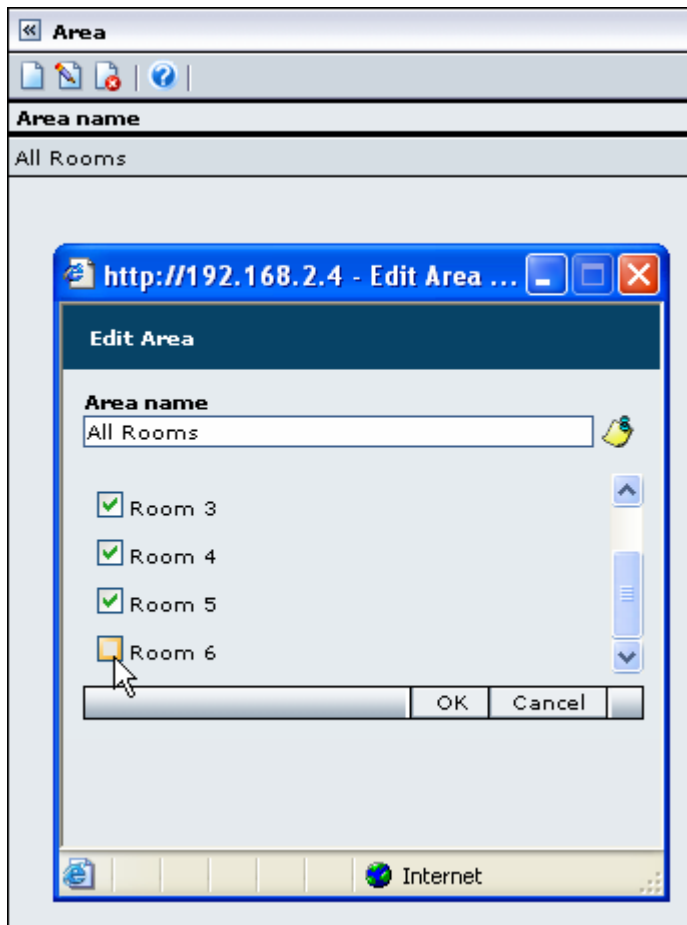 Area
Area name
All Rooms
http://192.168.2.4 - Edit Area ...
Edit Area
Area name
All Rooms
Room 3
Room 4
Room 5
Room 6
OK Cancel
Internet